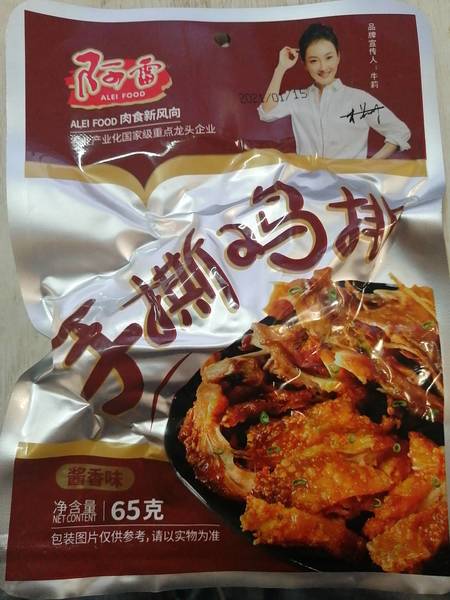 阿雷
ALEI FOOD
ALEI FOOD 肉食新风向
产业化国家级重点龙头企业
2021/01/15
品牌宣传人：牛莉
手撕鸡排
酱香味
净含量
NET CONTENT
65克
包装图片仅供参考,请以实物为准